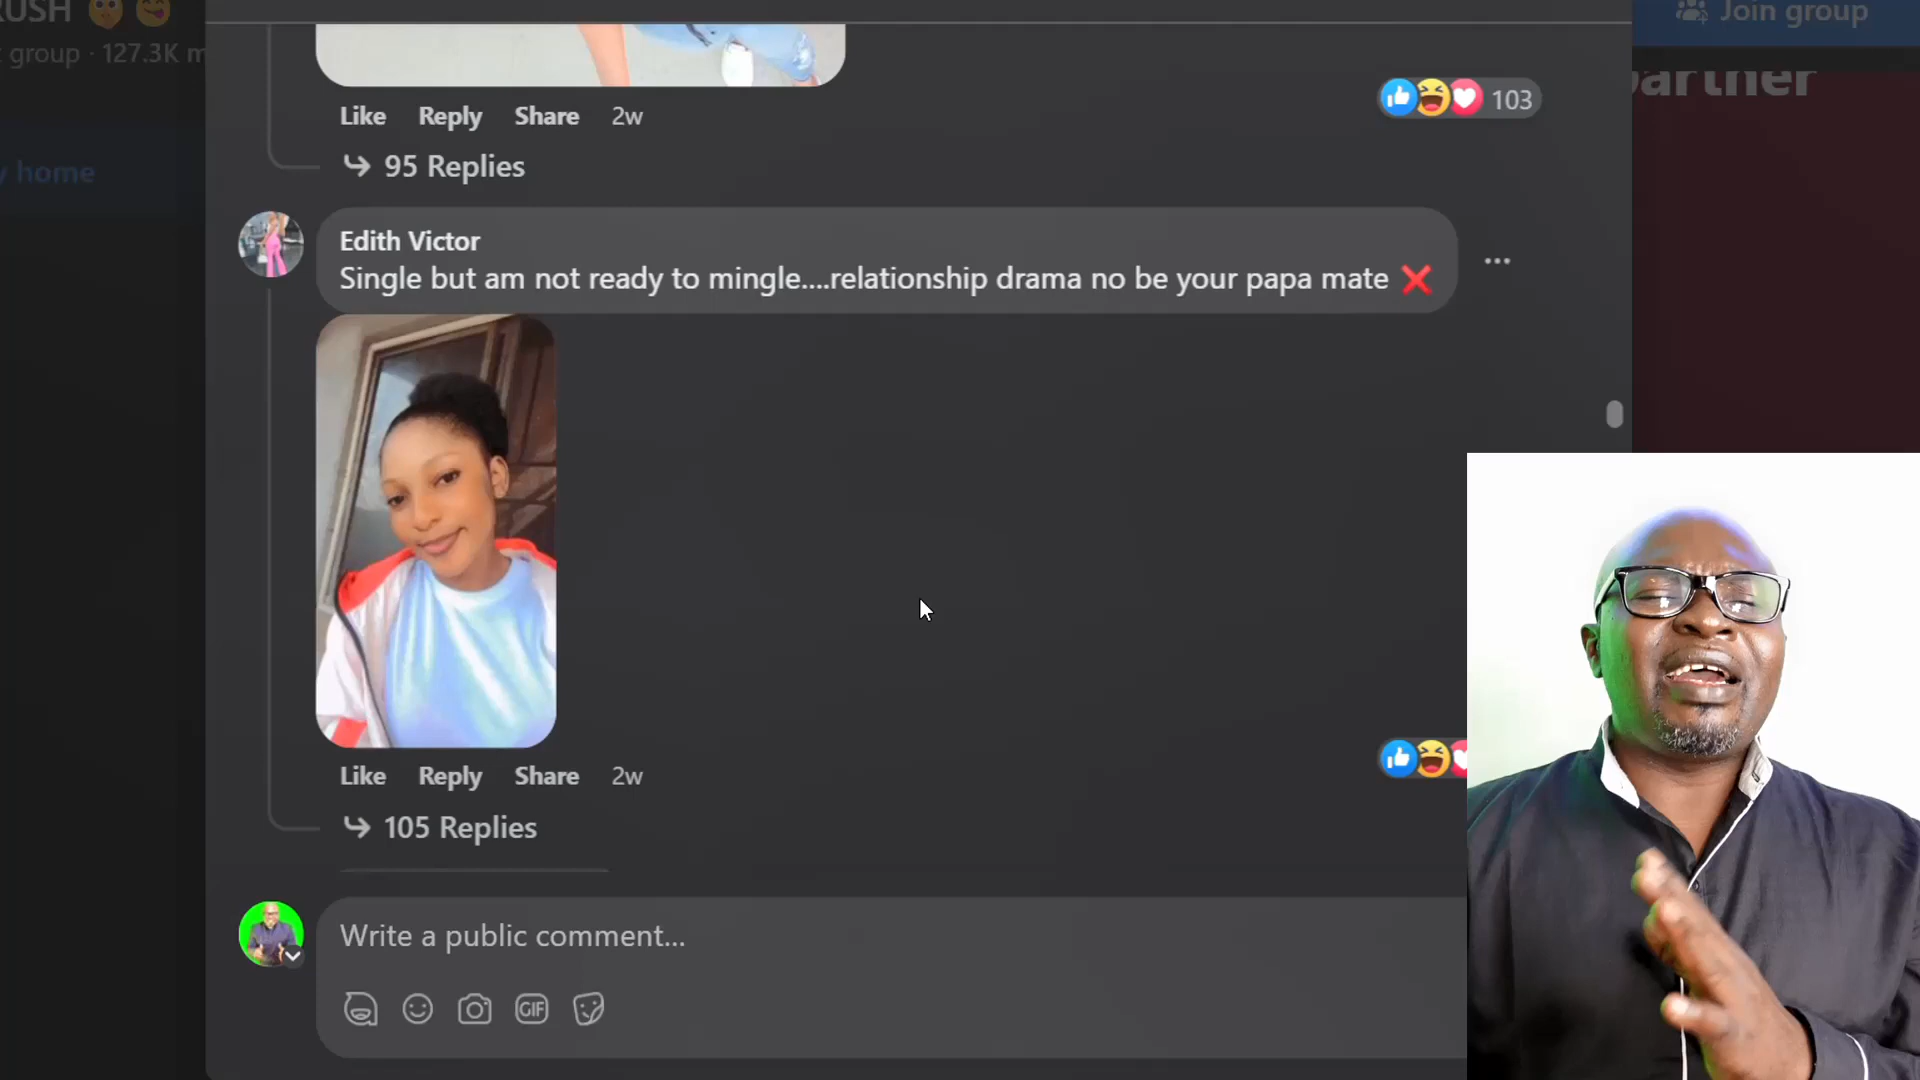 RUSH
Join group
group · 127.3K m
partner
Like Reply Share 2w
103
95 Replies
home
Edith Victor
Single but am not ready to mingle....relationship drama no be your papa mate
Like Reply Share 2w
105 Replies
Write a public comment...
GIF